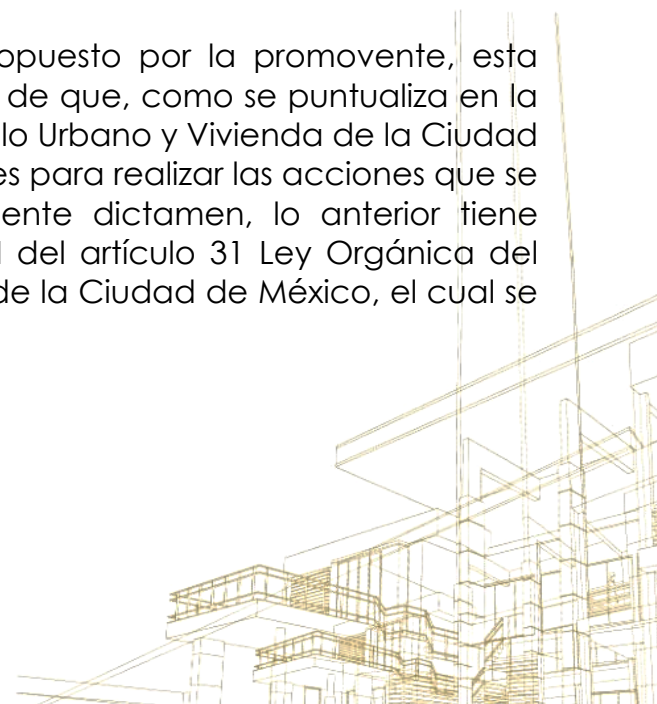 opuesto por la promovente, esta
de que, como se puntualiza en la
lo Urbano y Vivienda de la Ciudad
es para realizar las acciones que se
ente dictamen, lo anterior tiene
del artículo 31 Ley Orgánica del
de la Ciudad de México, el cual se